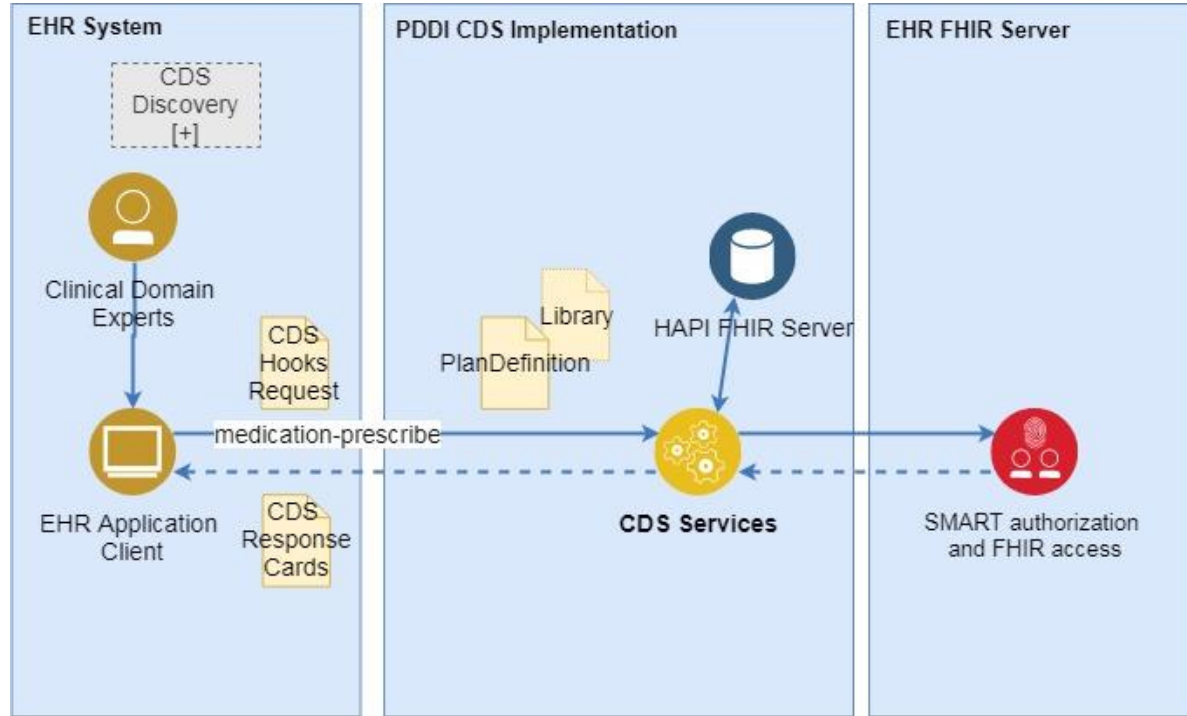 EHR System
CDS
Discovery
[+]
Clinical Domain
Experts
CDS
Hooks
Request
medication-prescribe
EHR Application
Client
CDS
Response
Cards
PDDI CDS Implementation
Library
PlanDefinition
HAPI FHIR Server
CDS Services
EHR FHIR Server
SMART authorization
and FHIR access